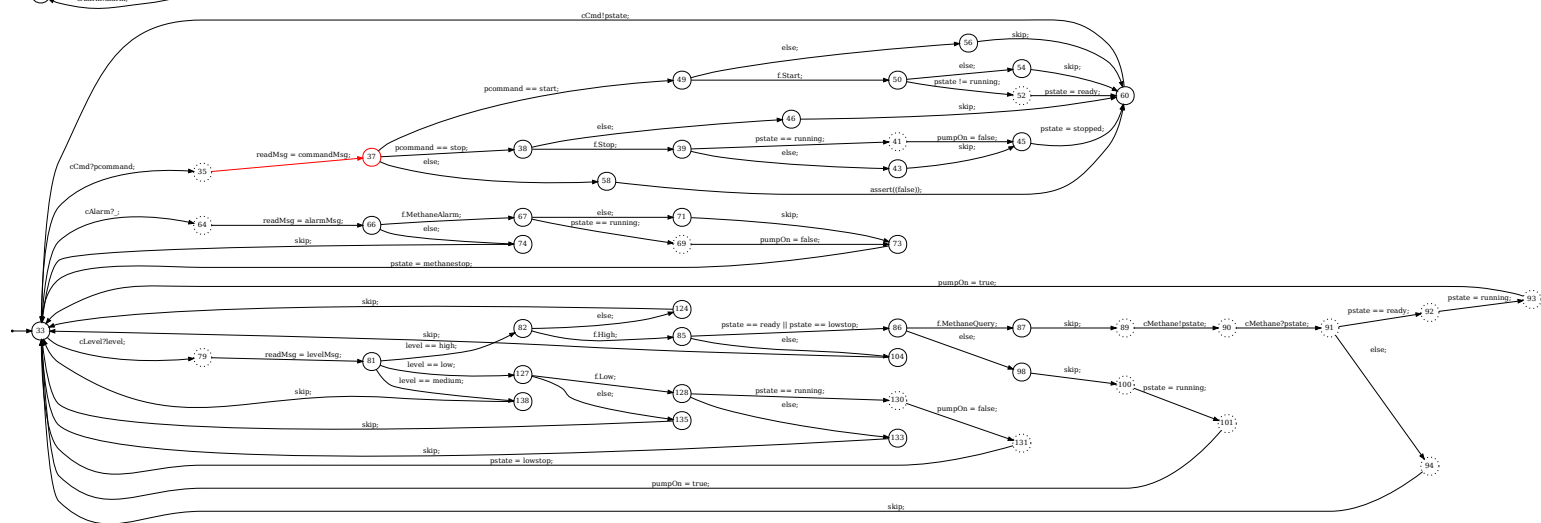 cCmd!pstate;
56
skip;
else;
else;
54
skip;
49
f.Start;
50
pstate != running;
52
pstate = ready;
60
pcommand == start;
46
skip;
else;
pstate = stopped;
pstate == running;
41
pumpOn = false;
45
pcommand == stop;
38
f.Stop;
39
else;
43
skip;
readMsg = commandMsg;
37
else;
cCmd?pcommand;
35
58
assert((false));
cAlarm?_;
64
readMsg = alarmMsg;
66
f.MethaneAlarm;
67
else;
71
skip;
pstate == running;
else;
74
69
pumpOn = false;
73
skip;
pstate = methanestop;
pumpOn = true;
93
pstate = running;
skip;
124
pstate == ready;
92
33
else;
82
f.High;
85
pstate == ready || pstate == lowstop;
86
f.MethaneQuery;
87
skip;
89
cMethane!pstate;
90
cMethane?pstate;
91
skip;
else;
else;
else;
cLevel?level;
level == high;
79
readMsg = levelMsg;
81
104
level == low;
127
f.Low;
98
skip;
100
pstate = running;
level == medium;
skip;
138
128
pstate == running;
130
else;
else;
pumpOn = false;
101
skip;
135
133
131
skip;
pstate = lowstop;
94
pumpOn = true;
skip;